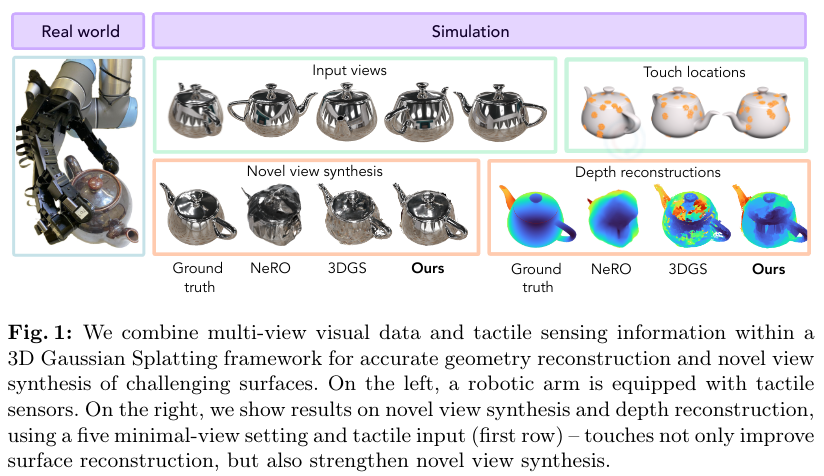 Real world
Simulation
Input views
Touch locations
Novel view synthesis
Depth reconstructions
Ground truth
NeRO
3DGS
Ours
Ground truth
NeRO
3DGS
Ours
Fig. 1: We combine multi-view visual data and tactile sensing information within a
3D Gaussian Splatting framework for accurate geometry reconstruction and novel view
synthesis of challenging surfaces. On the left, a robotic arm is equipped with tactile
sensors. On the right, we show results on novel view synthesis and depth reconstruction,
using a five minimal-view setting and tactile input (first row) – touches not only improve
surface reconstruction, but also strengthen novel view synthesis.